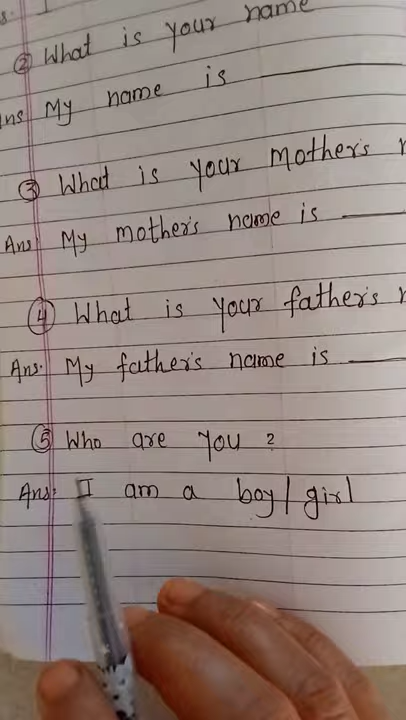 ② What is your name
Ans My name is
③ What is your mother's
Ans My mother's name is
④ What is your father's
Ans. My father's name is
⑤ Who are you ?
Ans: I am a boy/girl